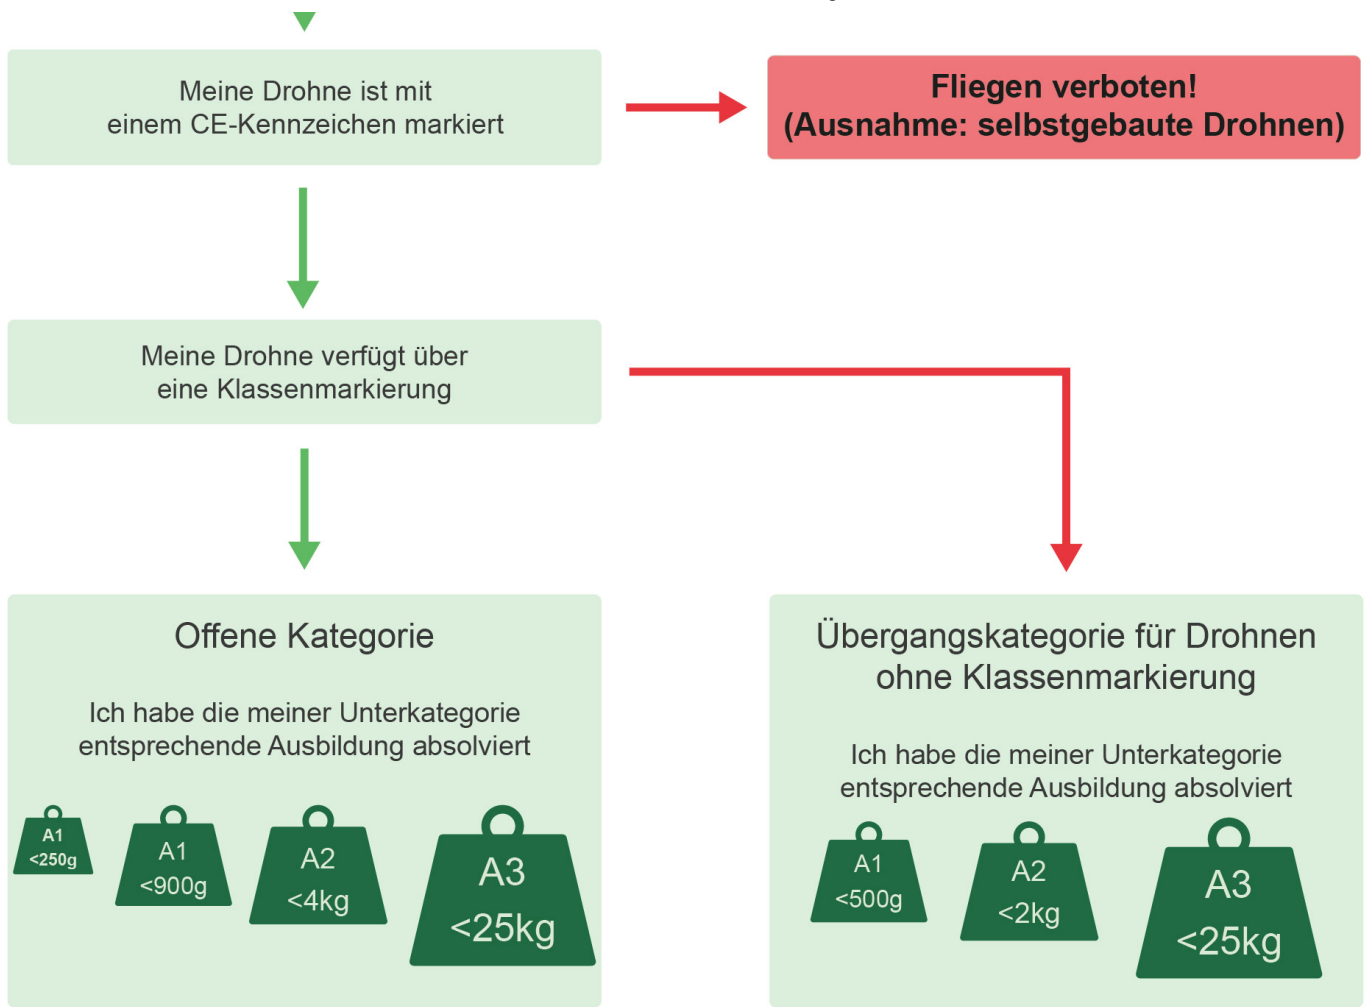 Meine Drohne ist mit
einem CE-Kennzeichen markiert
Fliegen verboten!
(Ausnahme: selbstgebaute Drohnen)
Meine Drohne verfügt über
eine Klassenmarkierung
Offene Kategorie
Ich habe die meiner Unterkategorie
entsprechende Ausbildung absolviert
A1
<250g
A1
<900g
A2
<4kg
A3
<25kg
Übergangskategorie für Drohnen
ohne Klassenmarkierung
Ich habe die meiner Unterkategorie
entsprechende Ausbildung absolviert
A1
<500g
A2
<2kg
A3
<25kg